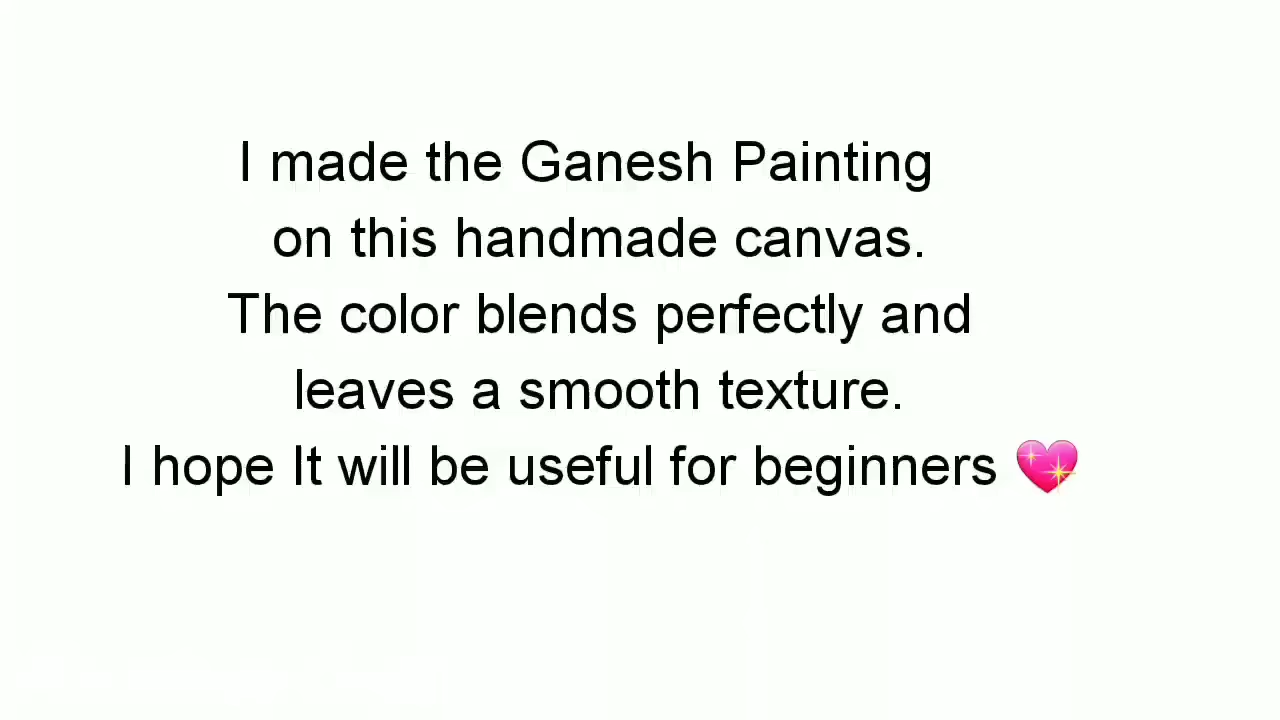 I made the Ganesh Painting
on this handmade canvas.
The color blends perfectly and
leaves a smooth texture.
I hope It will be useful for beginners 💖